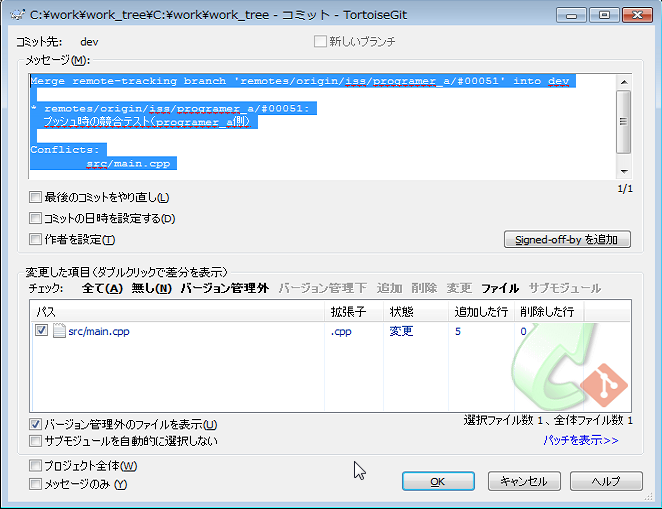 C:¥work¥work_tree¥C:¥work¥work_tree - コミット - TortoiseGit
コミット先: dev 新しいブランチ
メッセージ(M):
Merge remote-tracking branch 'remotes/origin/iss/programer_a/#00051' into dev
* remotes/origin/iss/programer_a/#00051:
プッシュ時の競合テスト(programer_a側)
Conflicts:
src/main.cpp
1/1
最後のコミットをやり直し(L)
コミットの日時を設定する(D)
作者を設定(T) Signed-off-by を追加
変更した項目(ダブルクリックで差分を表示)
チェック: 全て(A) 無し(N) バージョン管理外 バージョン管理下 追加 削除 変更 ファイル サブモジュール
パス 拡張子 状態 追加した行 削除した行
src/main.cpp .cpp 変更 5 0
バージョン管理外のファイルを表示(U) 選択ファイル数 1、全体ファイル数 1
サブモジュールを自動的に選択しない パッチを表示>>
プロジェクト全体(W)
メッセージのみ (Y) OK キャンセル ヘルプ